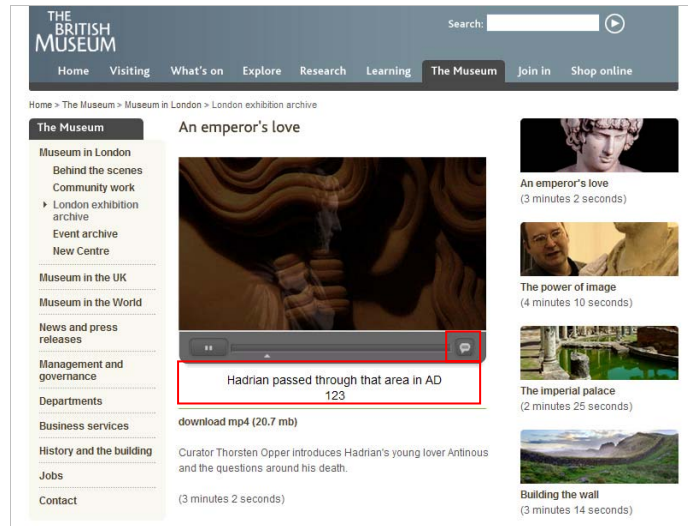 THE
BRITISH
MUSEUM
Search:
Home Visiting What's on Explore Research Learning The Museum Join in Shop online
Home > The Museum > Museum in London > London exhibition archive
The Museum
Museum in London
Behind the scenes
Community work
London exhibition
archive
Event archive
New Centre
Museum in the UK
Museum in the World
News and press
releases
Management and
governance
Departments
Business services
History and the building
Jobs
Contact
An emperor's love
Hadrian passed through that area in AD
123
download mp4 (20.7 mb)
Curator Thorsten Opper introduces Hadrian's young lover Antinous
and the questions around his death.
(3 minutes 2 seconds)
An emperor's love
(3 minutes 2 seconds)
The power of image
(4 minutes 10 seconds)
The imperial palace
(2 minutes 25 seconds)
Building the wall
(3 minutes 14 seconds)